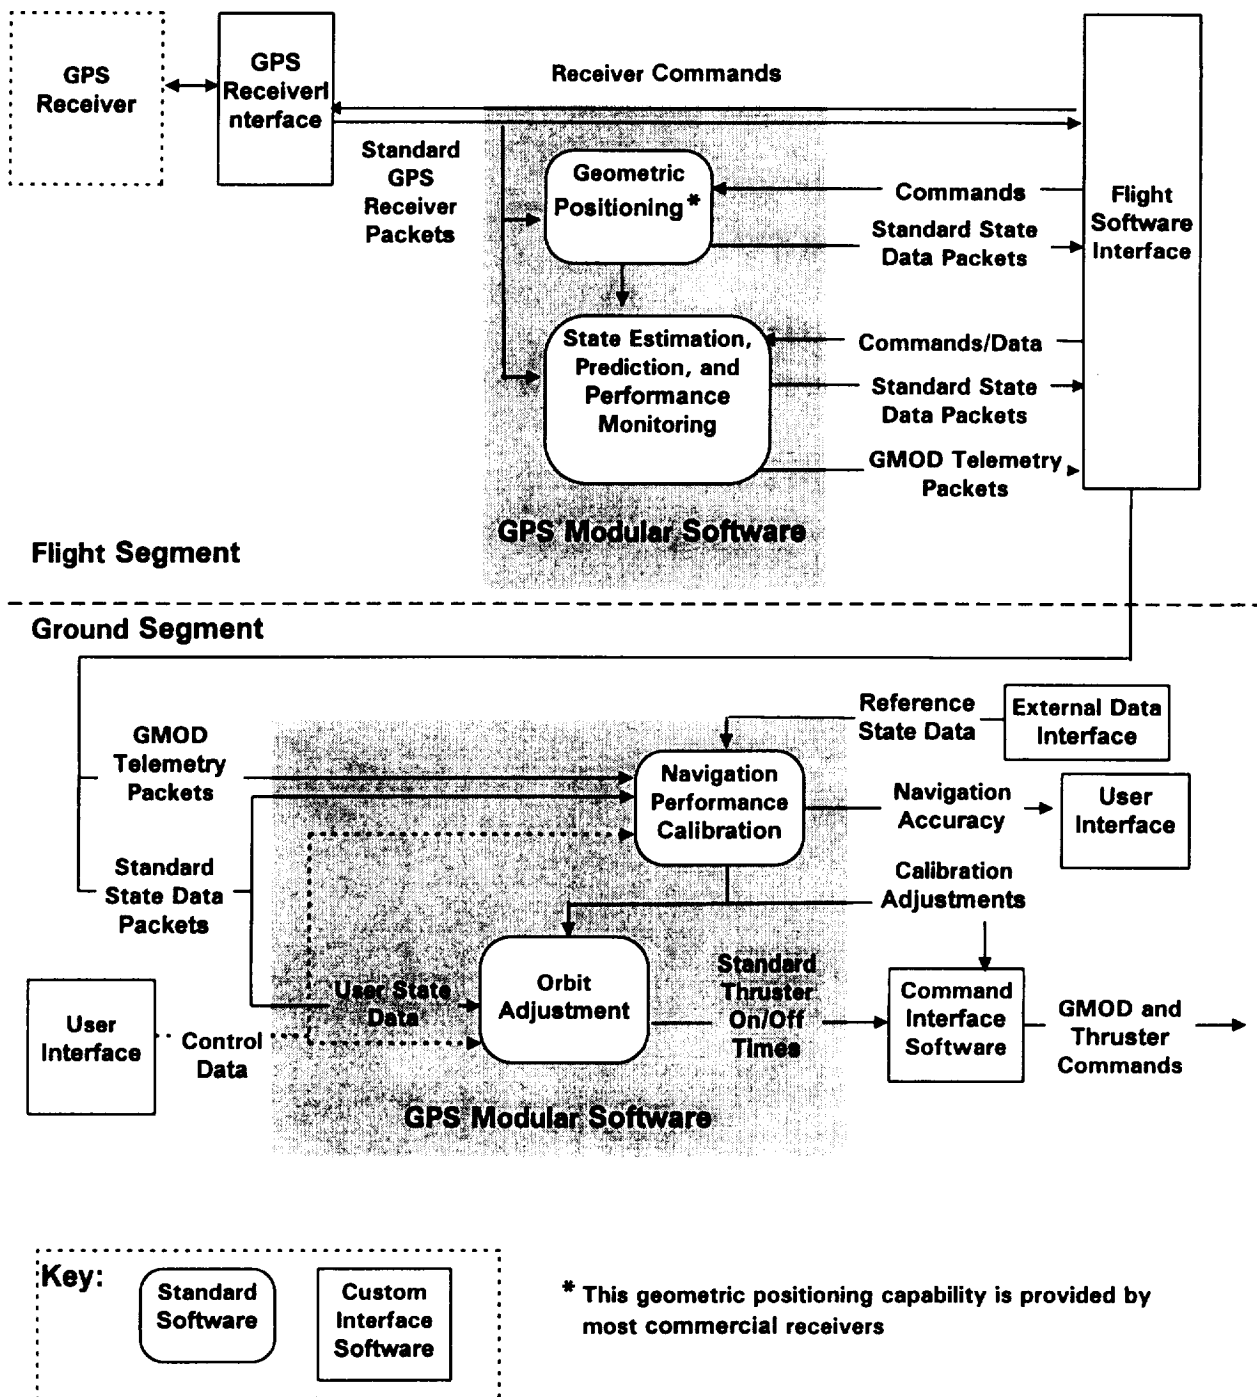 GPS
Receiver
GPS
ReceiverI
nterface
Receiver Commands
Standard
GPS
Receiver
Packets
Geometric
Positioning*
Commands
Standard State
Data Packets
Flight
Software
Interface
State Estimation,
Prediction, and
Performance
Monitoring
Commands/Data
Standard State
Data Packets
GMOD Telemetry
Packets
GPS Modular Software
Flight Segment
Ground Segment
Reference
State Data
External Data
Interface
GMOD
Telemetry
Packets
Navigation
Performance
Calibration
Navigation
Accuracy
User
Interface
Standard
State Data
Packets
Calibration
Adjustments
User State
Data
Orbit
Adjustment
Standard
Thruster
On/Off
Times
Command
Interface
Software
GMOD and
Thruster
Commands
User
Interface
Control
Data
GPS Modular Software
Key:
Standard
Software
Custom
Interface
Software
* This geometric positioning capability is provided by
most commercial receivers